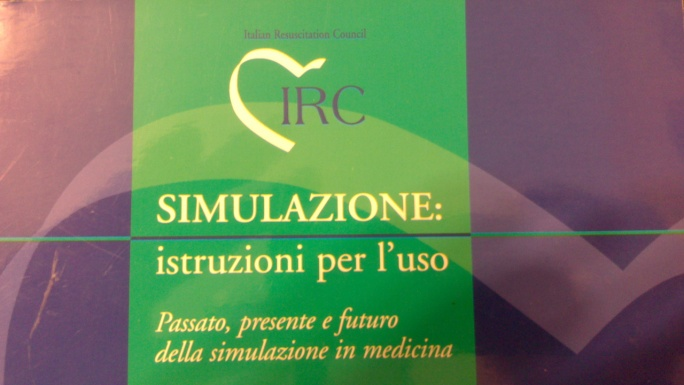 Italian Resuscitation Council
IRC
SIMULAZIONE:
istruzioni per l'uso
Passato, presente e futuro
della simulazione in medicina